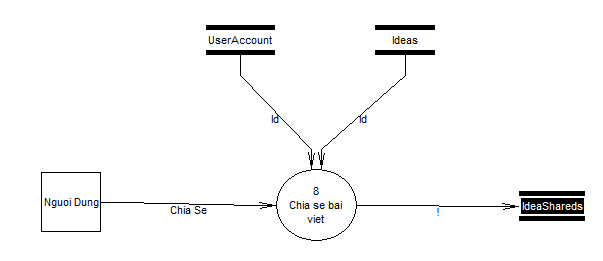 UserAccount
Ideas
Id
Id
8
Chia se bai
viet
Nguoi Dung
Chia Se
!
IdeaShareds